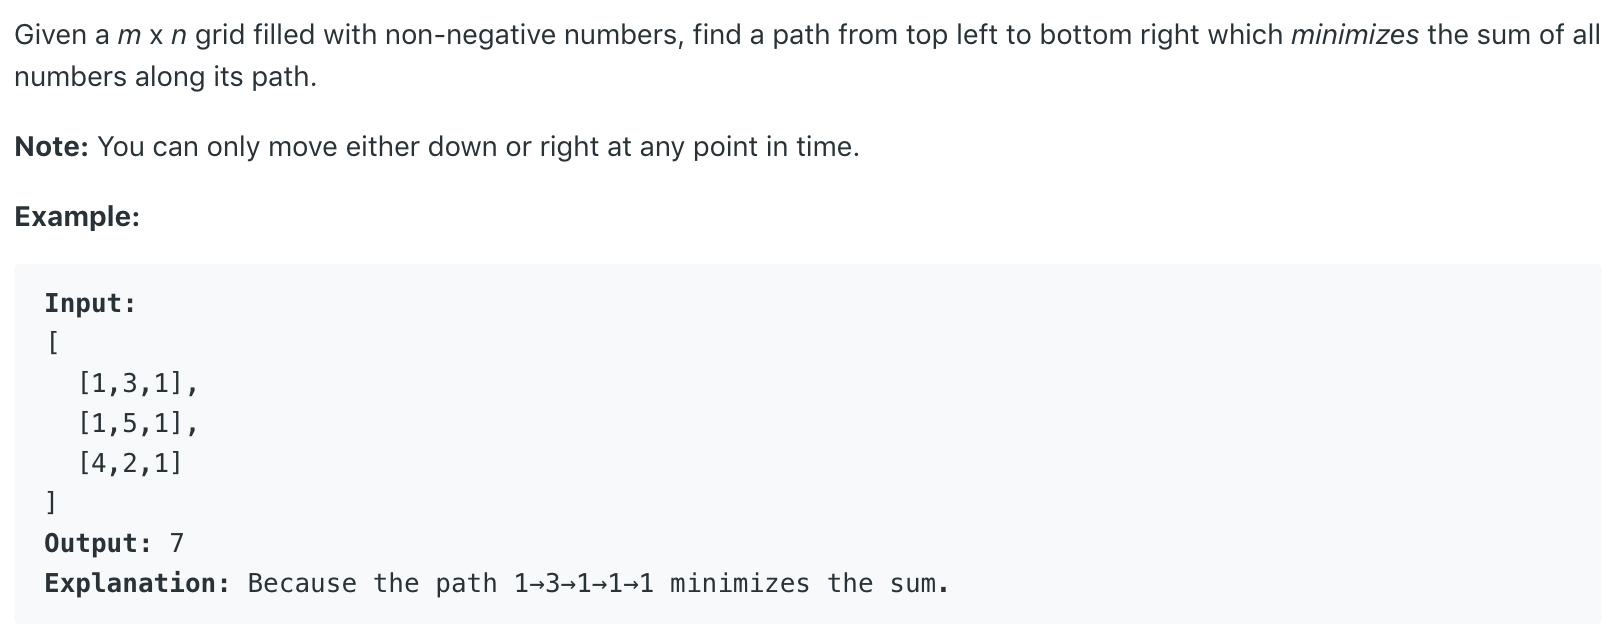 Given a m x n grid filled with non-negative numbers, find a path from top left to bottom right which minimizes the sum of all
numbers along its path.
Note: You can only move either down or right at any point in time.
Example:
Input:
[
  [1,3,1],
  [1,5,1],
  [4,2,1]
]
Output: 7
Explanation: Because the path 1→3→1→1→1 minimizes the sum.